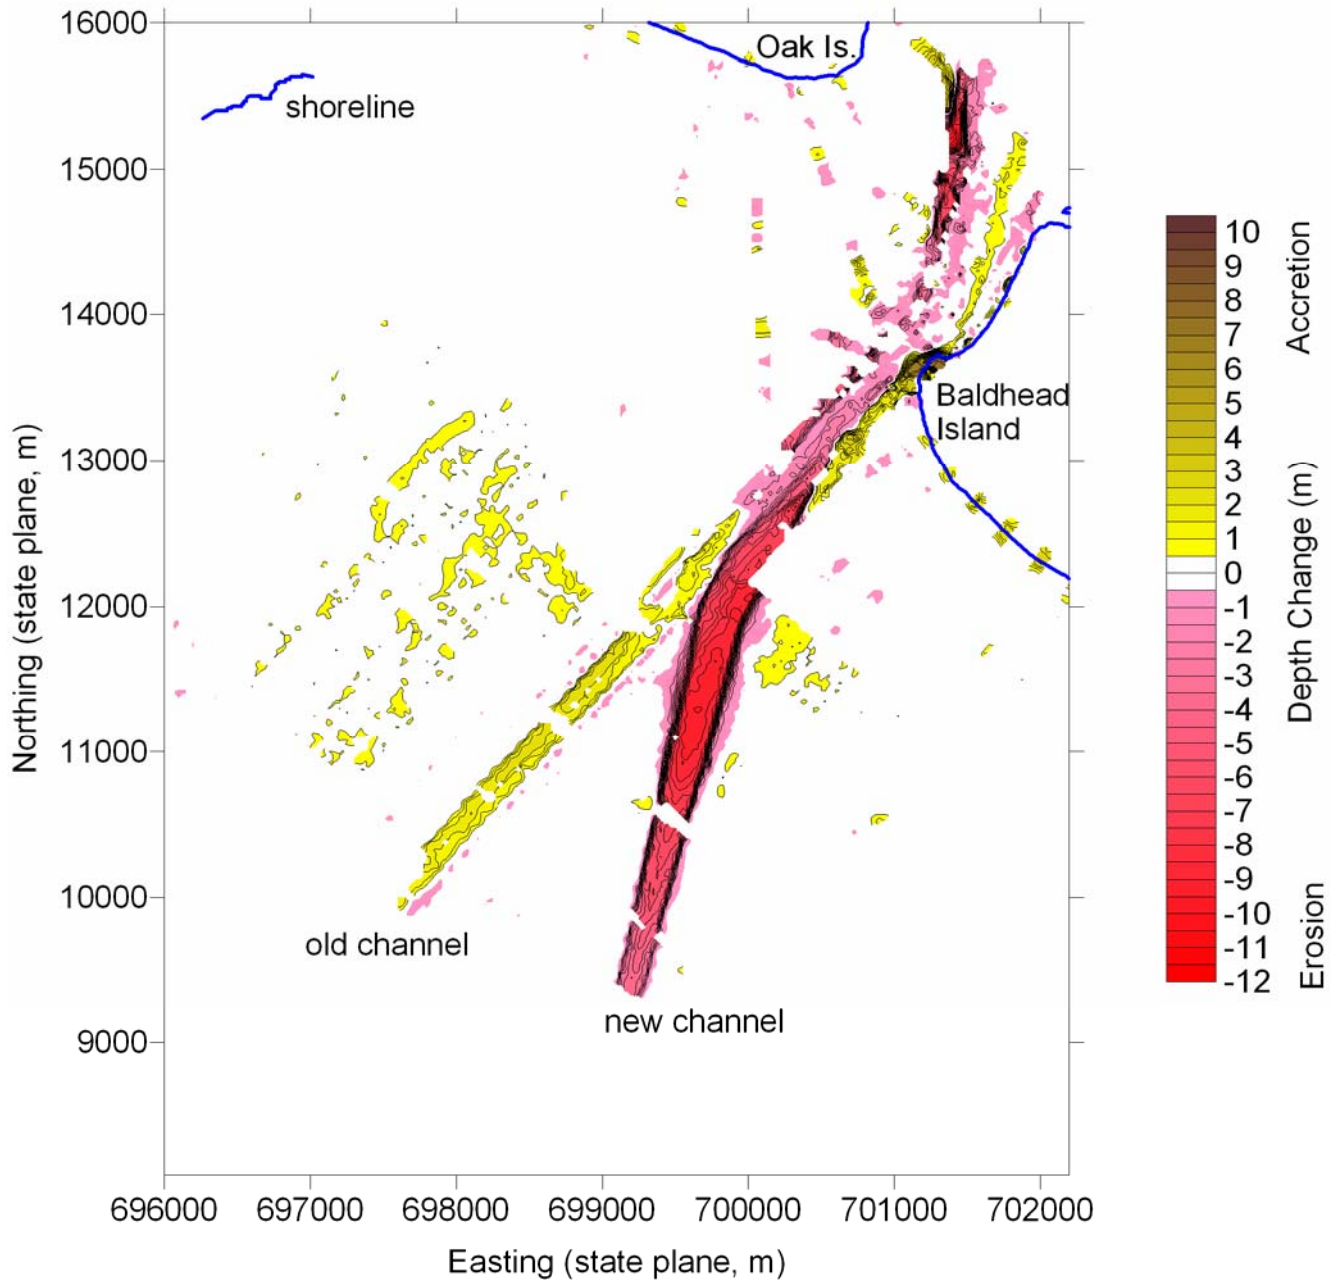 16000
15000
14000
13000
12000
11000
10000
9000
Northing (state plane, m)
Oak Is.
shoreline
Baldhead
Island
old channel
new channel
696000 697000 698000 699000 700000 701000 702000
Easting (state plane, m)
10
9
8
7
6
5
4
3
2
1
0
-1
-2
-3
-4
-5
-6
-7
-8
-9
-10
-11
-12
Accretion
Depth Change (m)
Erosion